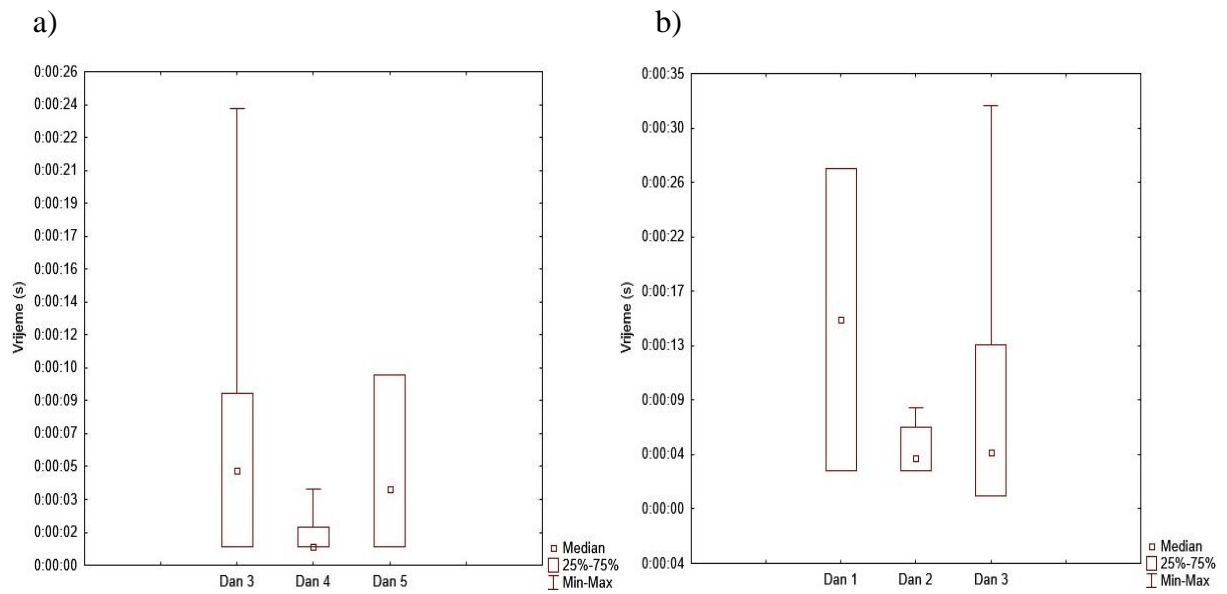 a)
0:00:26
0:00:24
0:00:22
0:00:21
0:00:19
0:00:17
0:00:16
0:00:14
0:00:12
0:00:10
0:00:09
0:00:07
0:00:05
0:00:03
0:00:02
0:00:00
Vrijeme (s)
Dan 3 Dan 4 Dan 5
Median
25%-75%
Min-Max
b)
0:00:35
0:00:30
0:00:26
0:00:22
0:00:17
0:00:13
0:00:09
0:00:04
0:00:00
0:00:04
Vrijeme (s)
Dan 1 Dan 2 Dan 3
Median
25%-75%
Min-Max